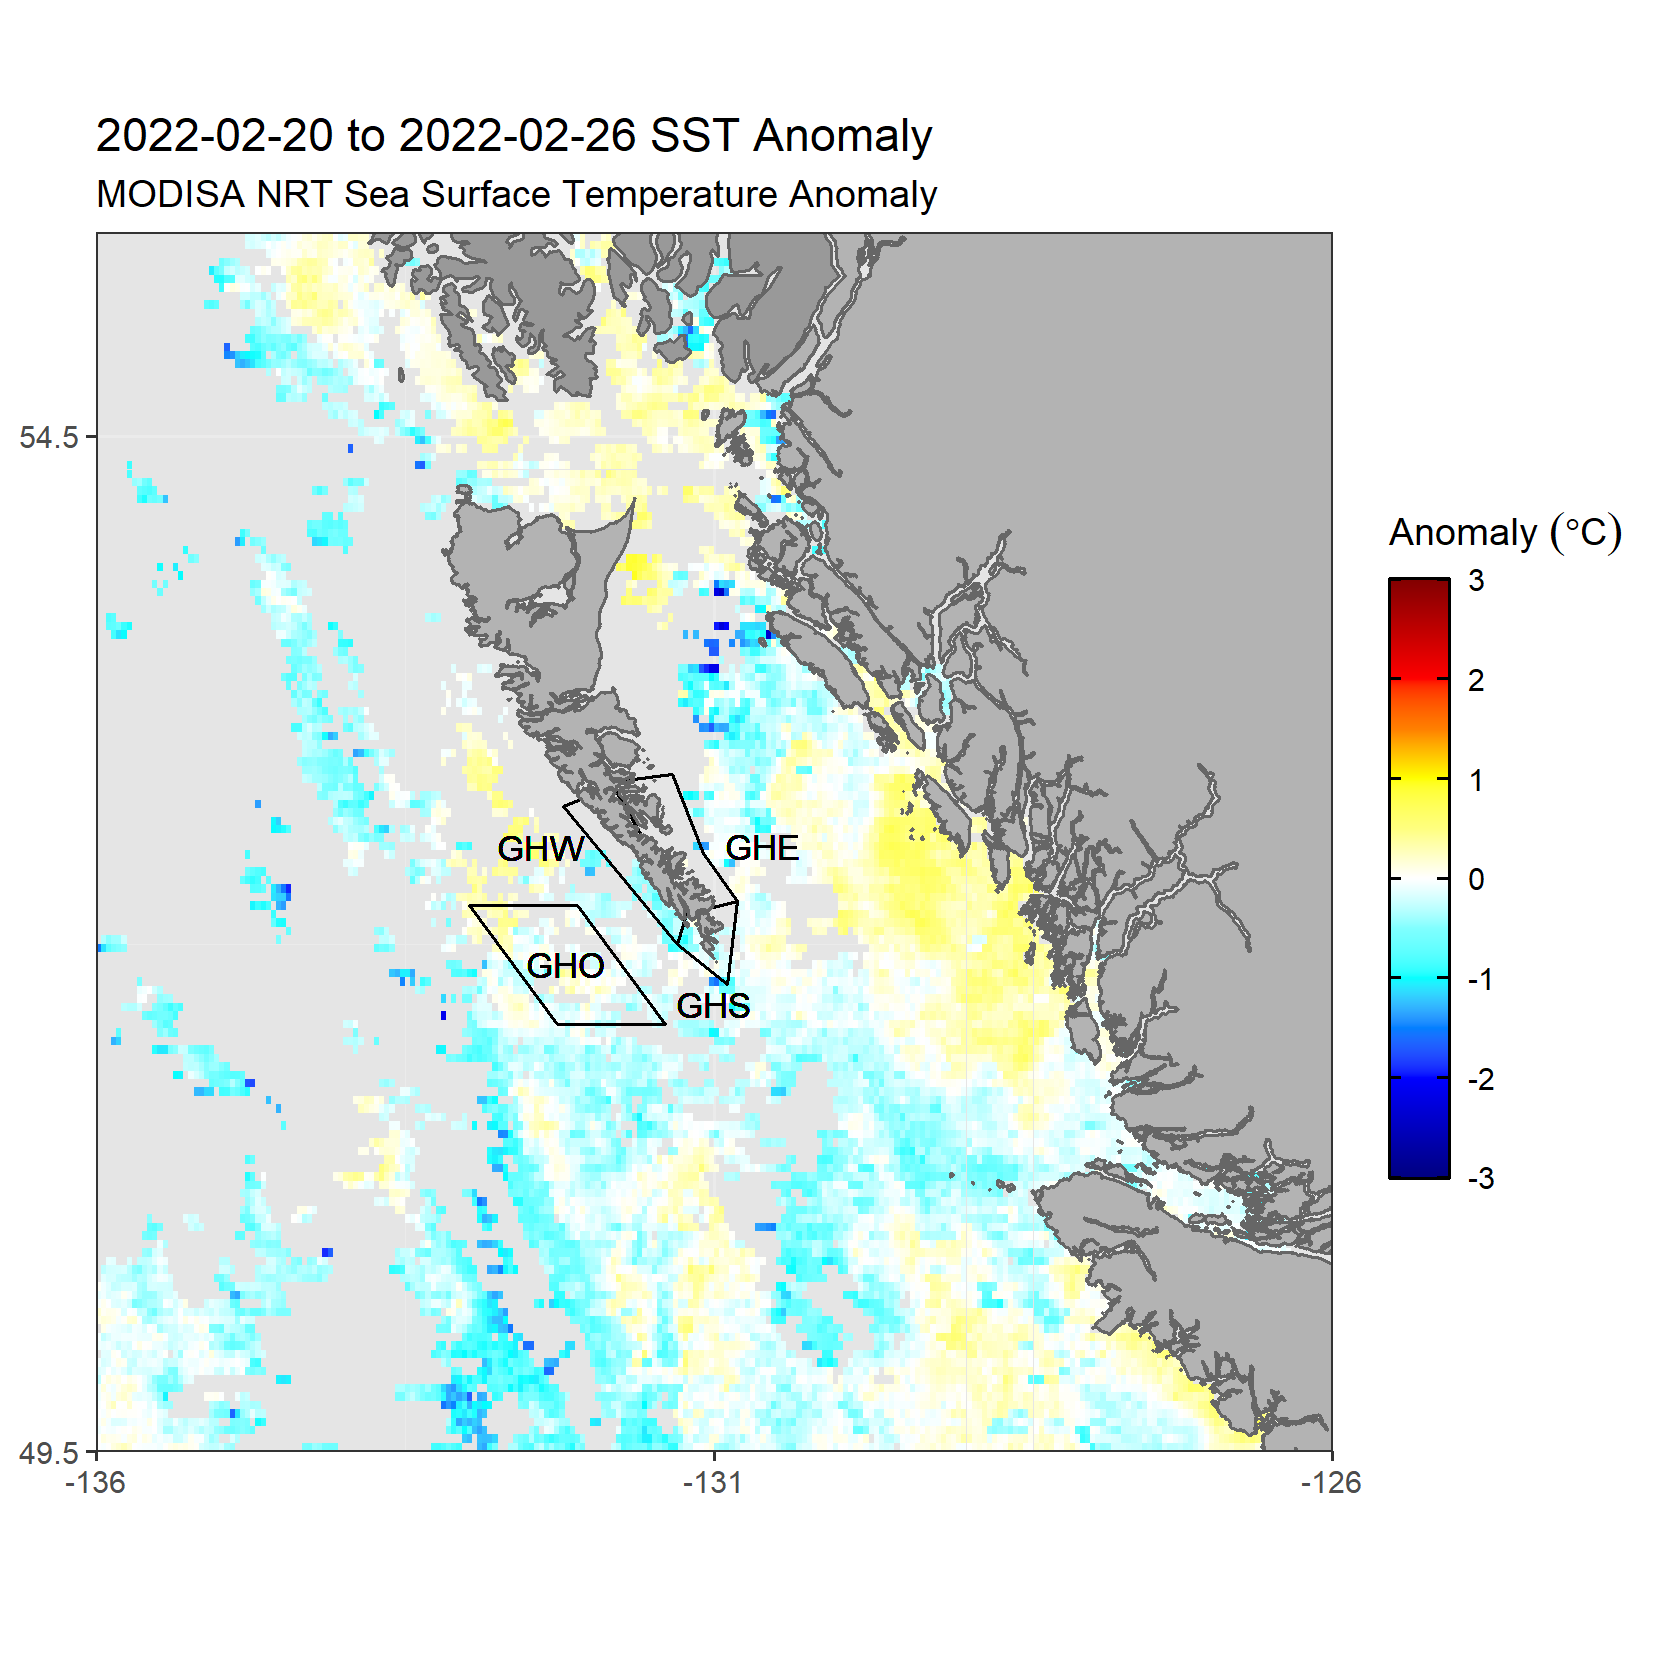 2022-02-20 to 2022-02-26 SST Anomaly
MODISA NRT Sea Surface Temperature Anomaly
54.5
49.5
-136
-131
-126
GHW
GHE
GHO
GHS
Anomaly (°C)
3
2
1
0
-1
-2
-3